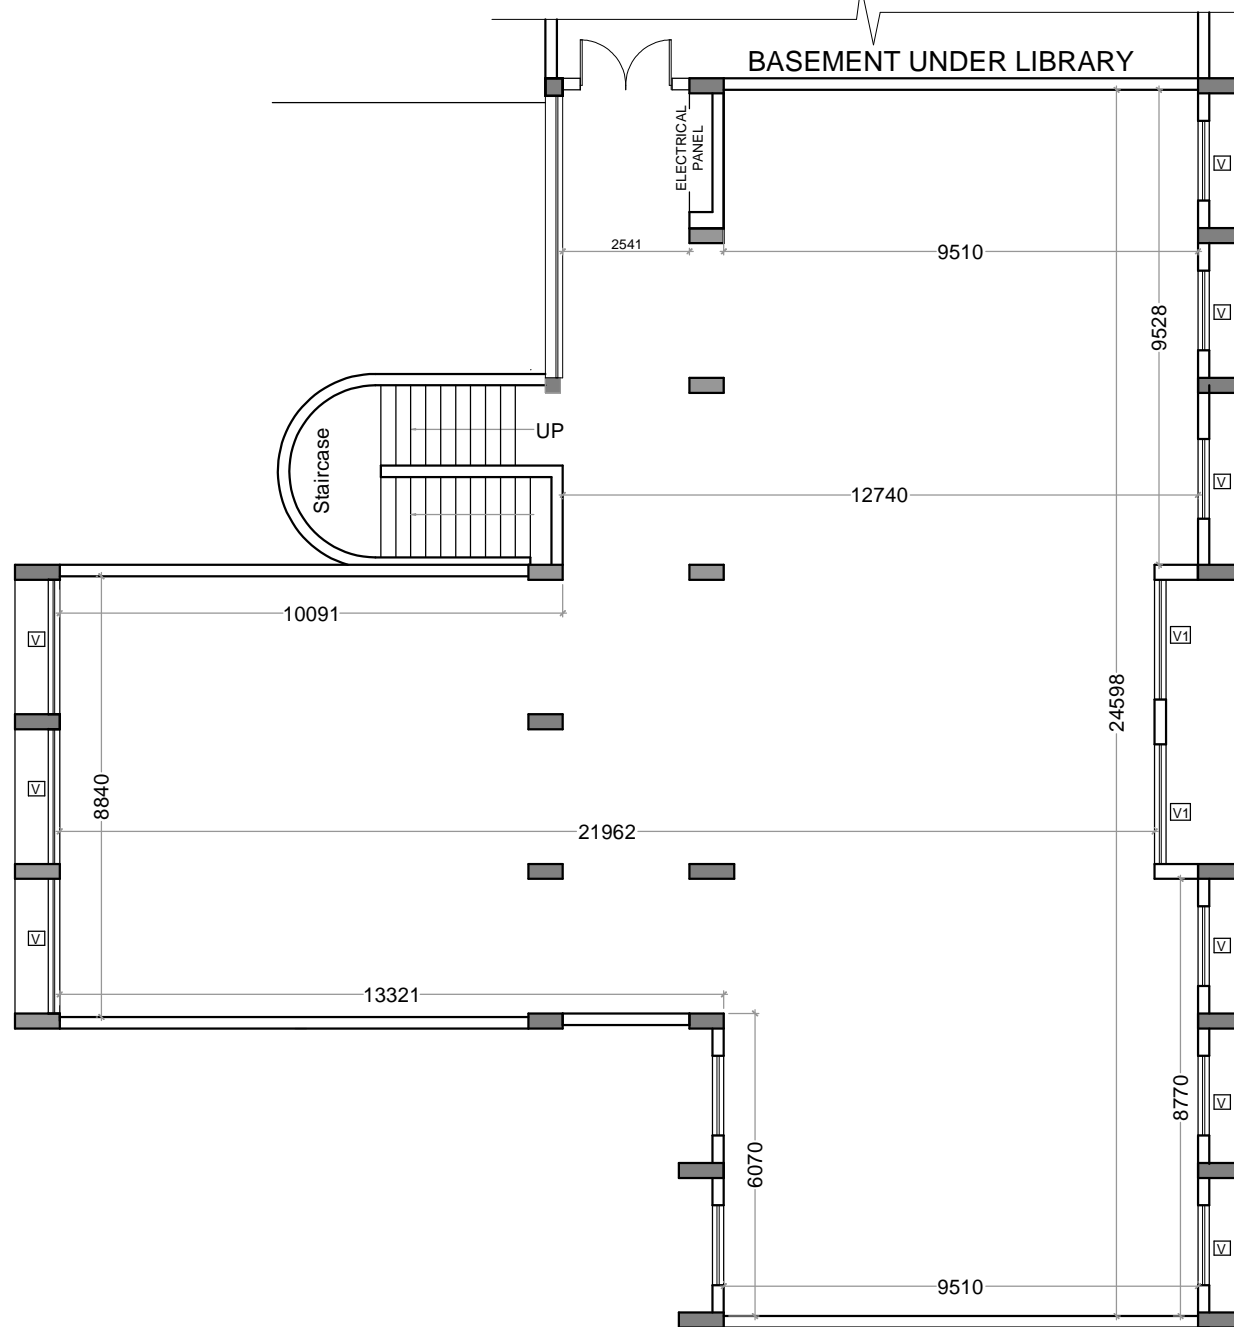 BASEMENT UNDER LIBRARY
ELECTRICAL
PANEL
V
2541
9510
V
9528
UP
Staircase
V
12740
10091
V
V1
24598
8840
V
V1
21962
V
V
13321
8770
V
6070
V
9510